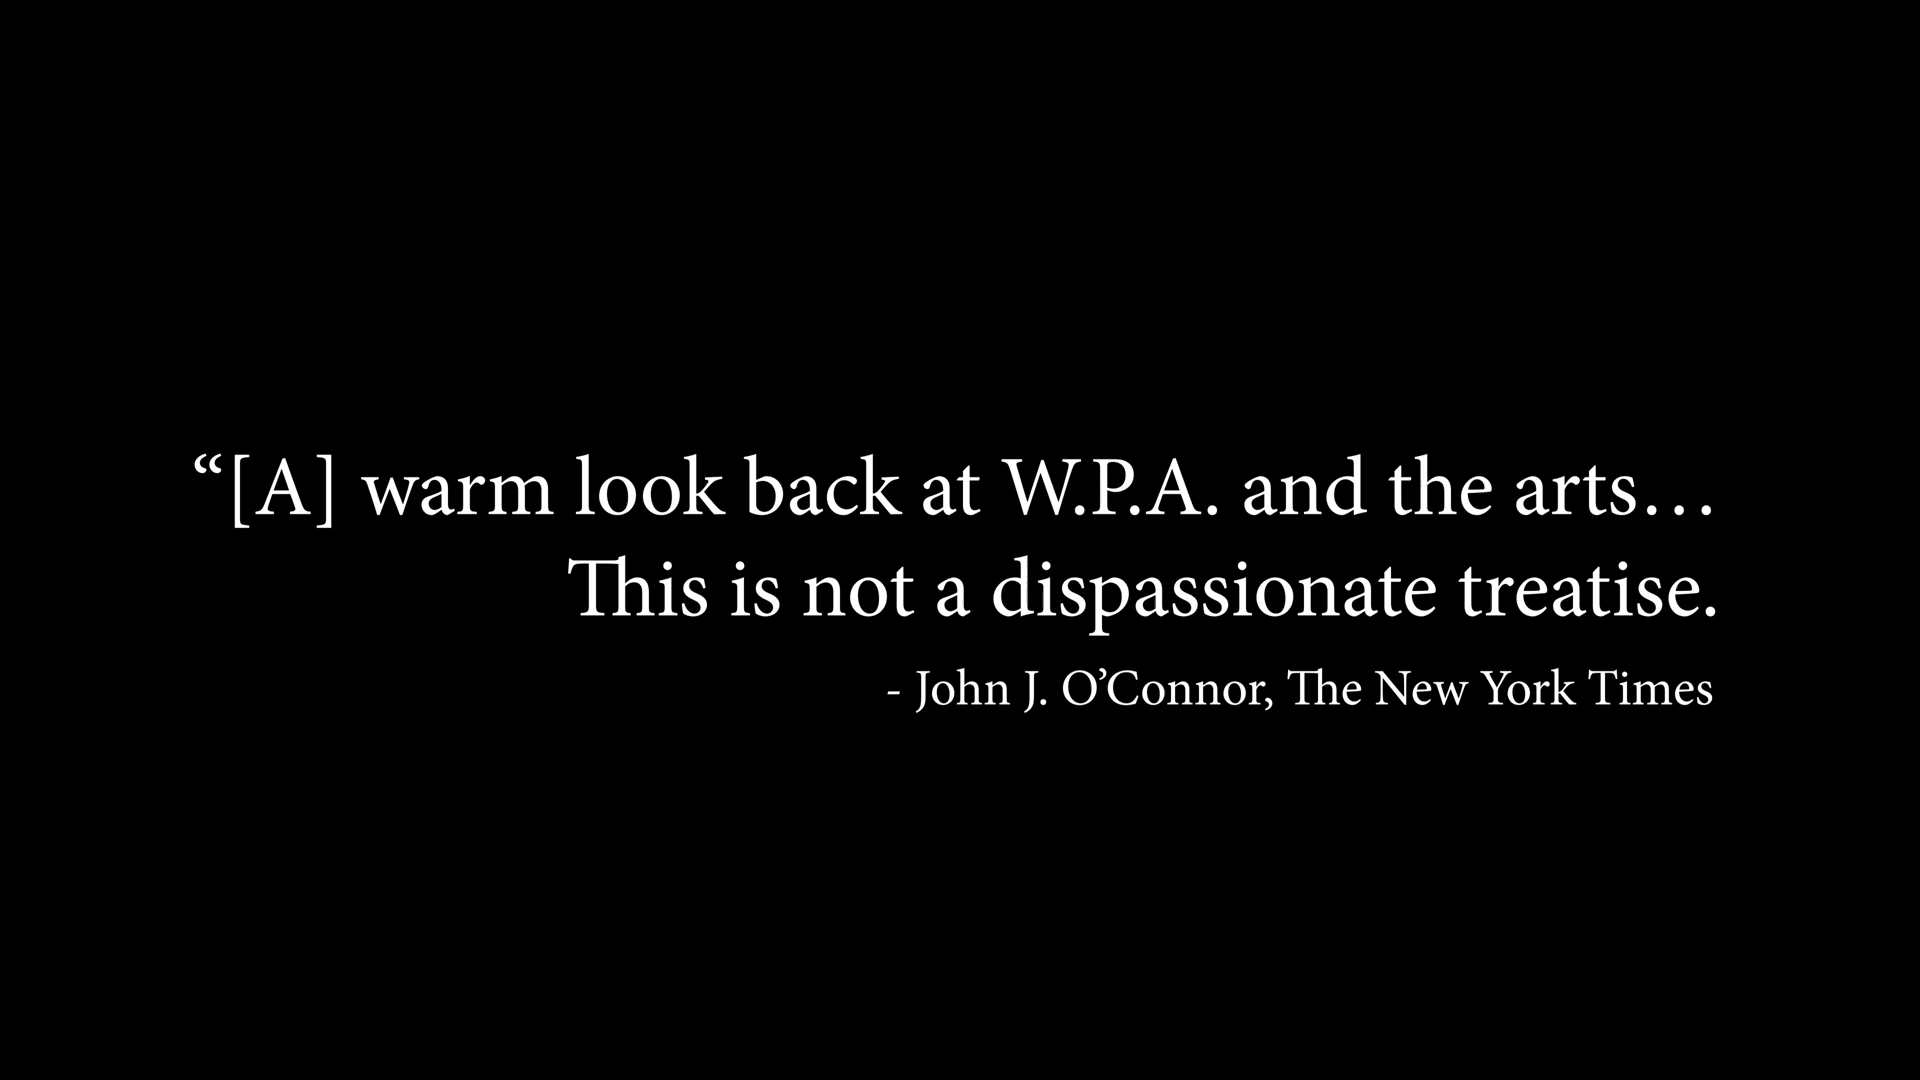 “[A] warm look back at W.P.A. and the arts…
This is not a dispassionate treatise.
- John J. O’Connor, The New York Times